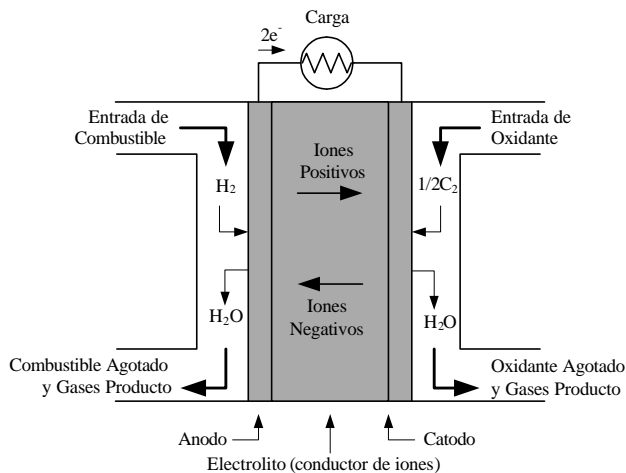 Carga
2e-
Entrada de
Combustible
Entrada de
Oxidante
Iones
Positivos
H2
1/2C2
Iones
Negativos
H2O
H2O
Combustible Agotado
y Gases Producto
Oxidante Agotado
y Gases Producto
Anodo
Catodo
Electrolito (conductor de iones)